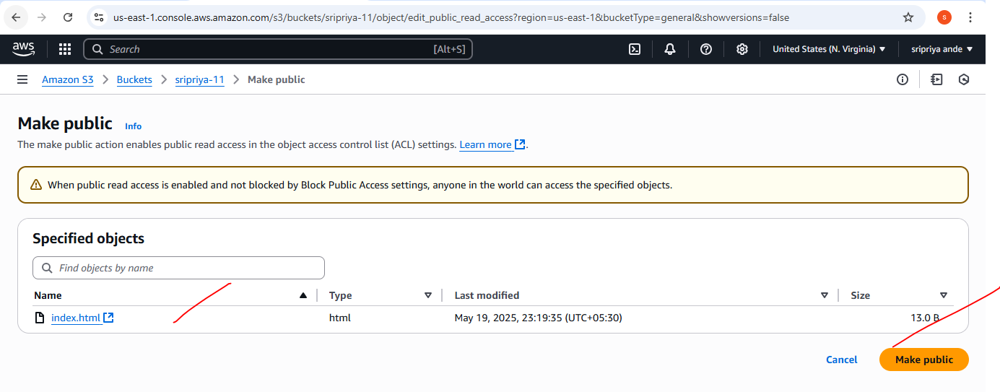 us-east-1.console.aws.amazon.com/s3/buckets/sripriya-11/object/edit_public_read_access?region=us-east-1&bucketType=general&showversions=false
S
aws
Search
[Alt+S]
United States (N. Virginia)
sripriya ande
Amazon S3 > Buckets > sripriya-11 > Make public
Make public Info
The make public action enables public read access in the object access control list (ACL) settings. Learn more.
When public read access is enabled and not blocked by Block Public Access settings, anyone in the world can access the specified objects.
Specified objects
Find objects by name
Name Type Last modified Size
index.html html May 19, 2025, 23:19:35 (UTC+05:30) 13.0 B
Cancel Make public